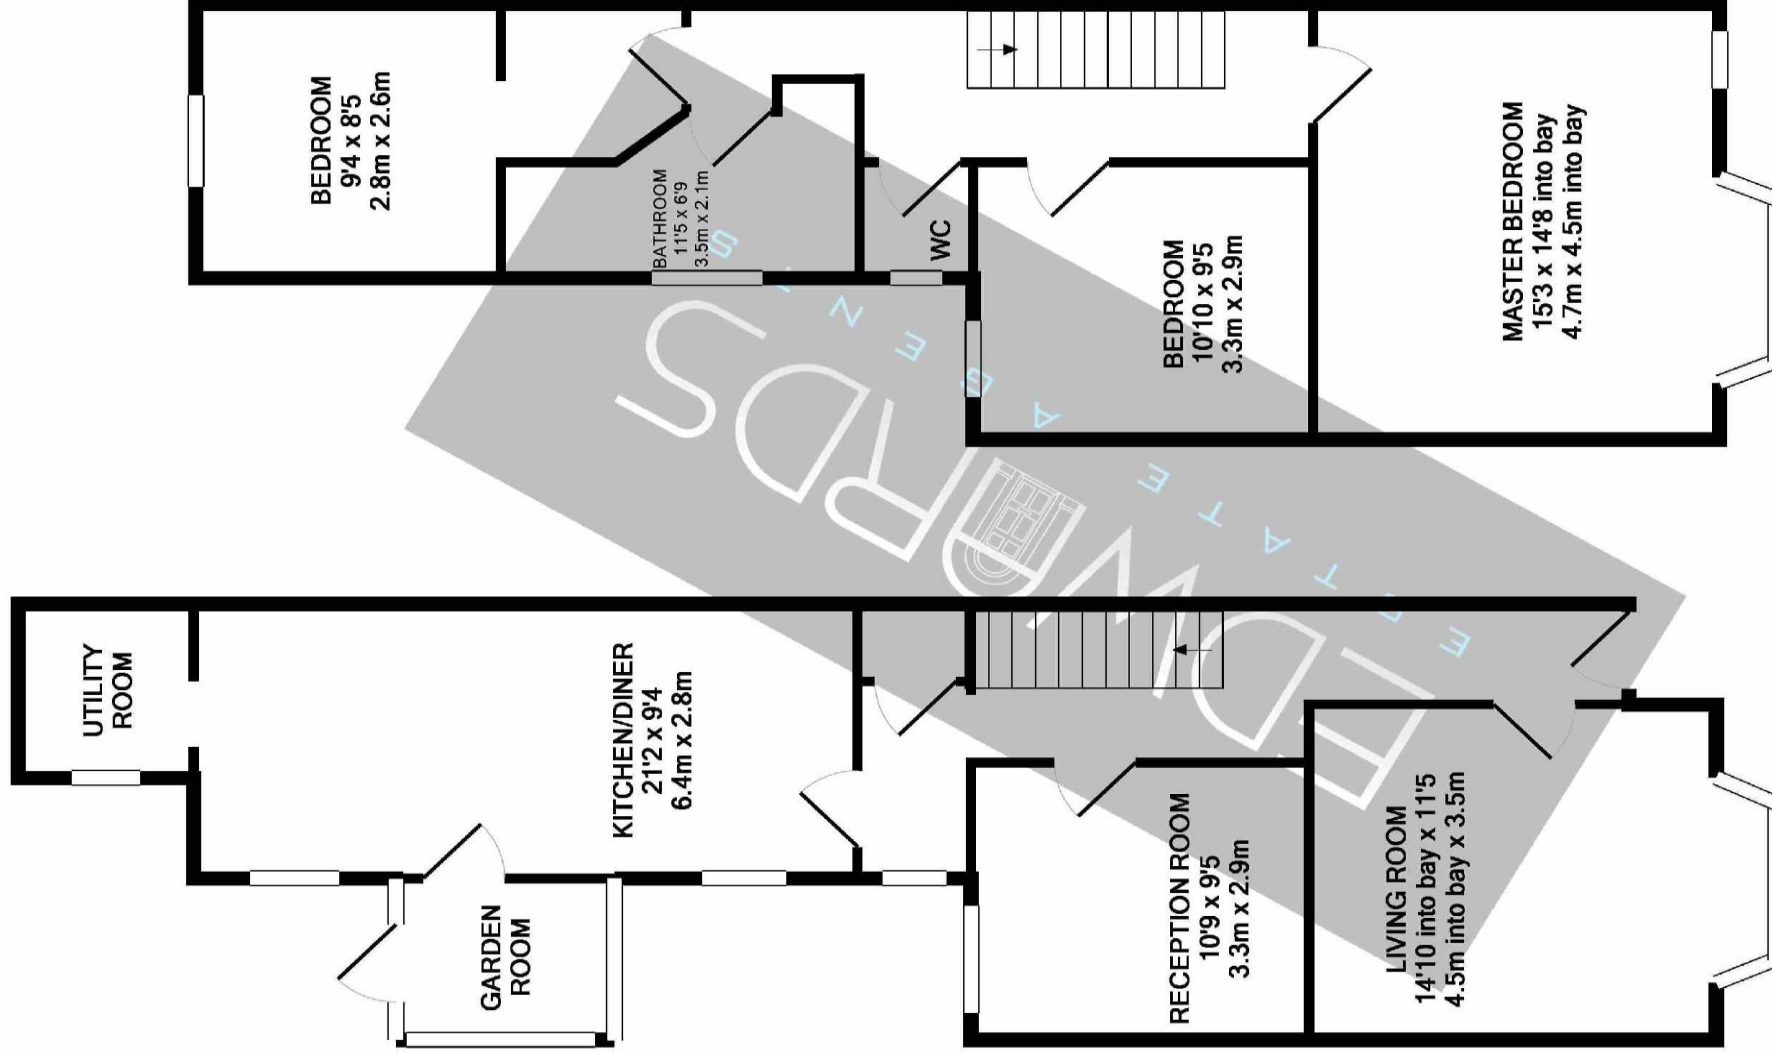 BEDROOM
9'4 x 8'5
2.8m x 2.6m
BATHROOM
11'5 x 6'9
3.5m x 2.1m
WC
BEDROOM
10'10 x 9'5
3.3m x 2.9m
MASTER BEDROOM
15'3 x 14'8 into bay
4.7m x 4.5m into bay
UTILITY
ROOM
KITCHEN/DINER
21'2 x 9'4
6.4m x 2.8m
GARDEN
ROOM
RECEPTION ROOM
10'9 x 9'5
3.3m x 2.9m
LIVING ROOM
14'10 into bay x 11'5
4.5m into bay x 3.5m
EDWARDS
ESTATE AGENTS